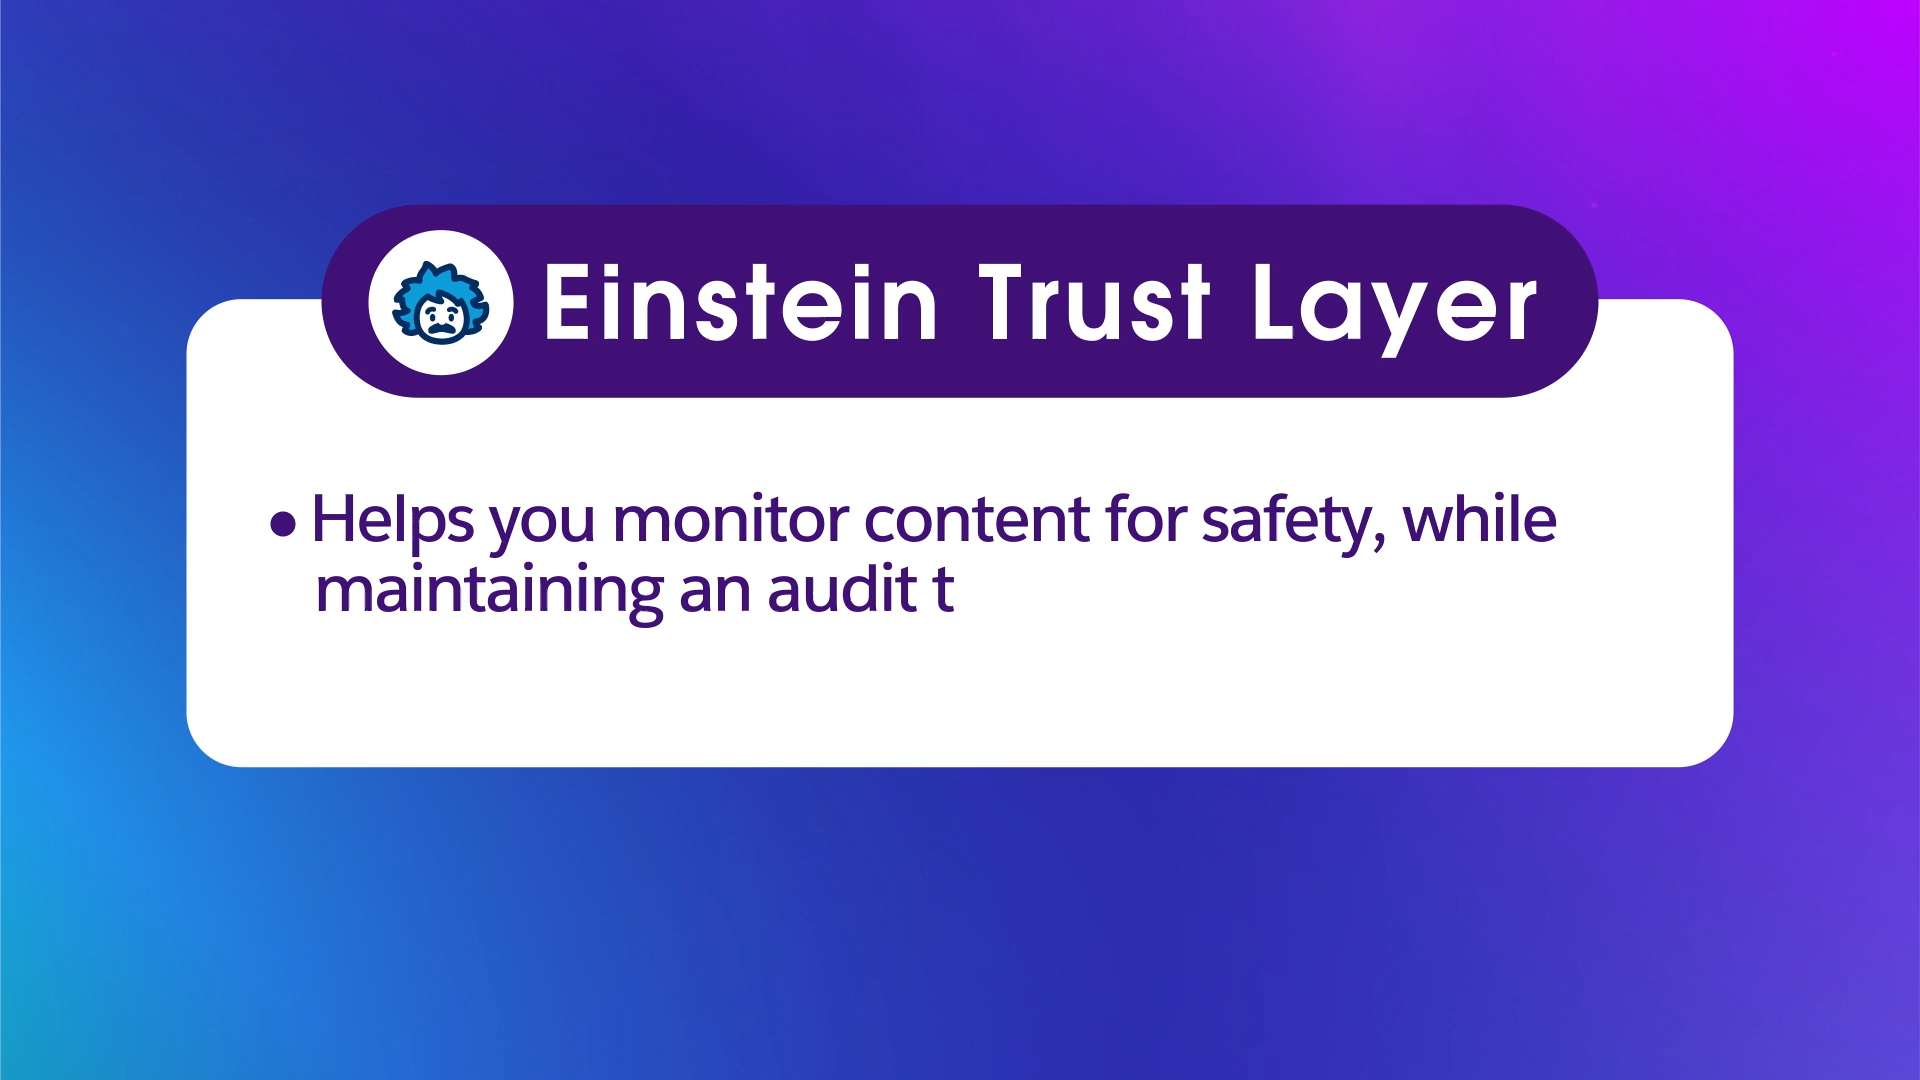 Einstein Trust Layer
• Helps you monitor content for safety, while
maintaining an audit t